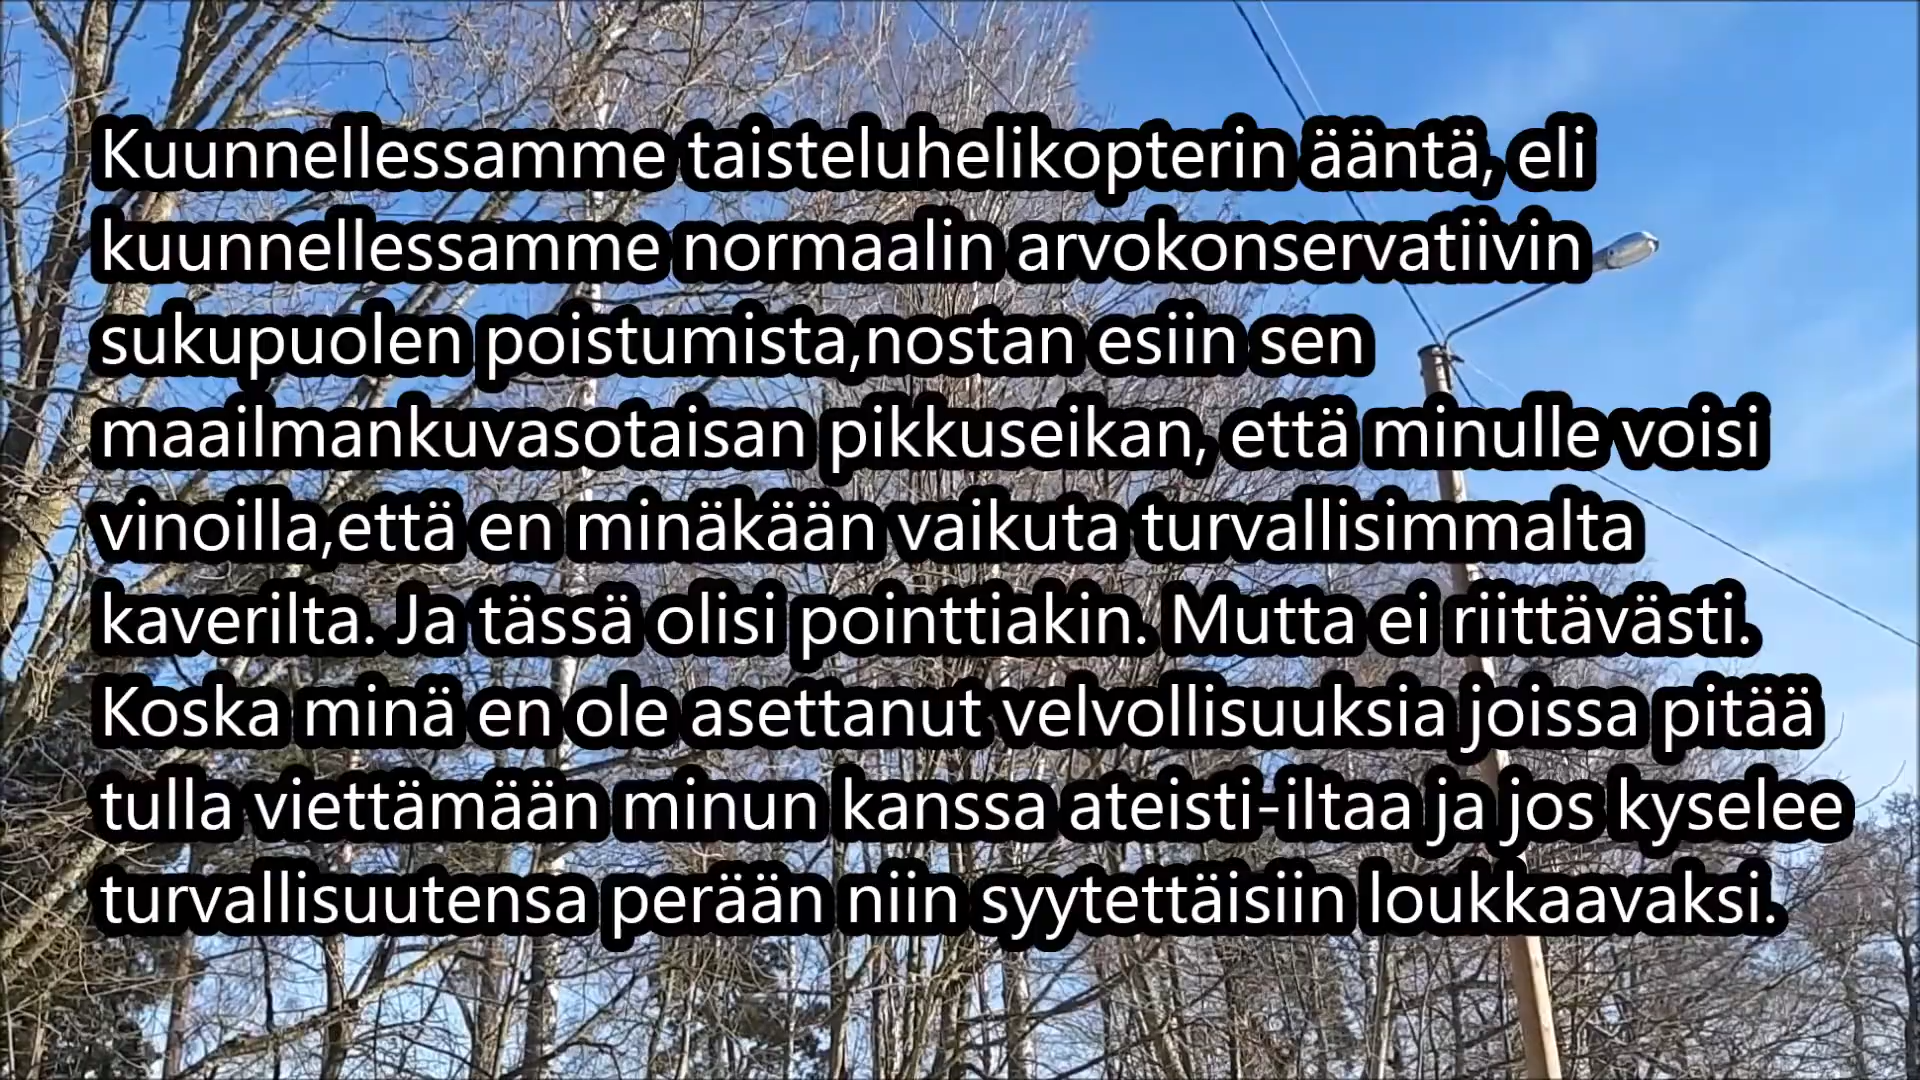 Kuunnellessamme taisteluhelikopterin ääntä, eli
kuunnellessamme normaalin arvokonservatiivin
sukupuolen poistumista,nostan esiin sen
maailmankuvasotaisan pikkuseikan, että minulle voisi
vinoilla,että en minäkään vaikuta turvallisimmalta
kaverilta. Ja tässä olisi pointtiakin. Mutta ei riittävästi.
Koska minä en ole asettanut velvollisuuksia joissa pitää
tulla viettämään minun kanssa ateisti-iltaa ja jos kyselee
turvallisuutensa perään niin syytettäisiin loukkaavaksi.